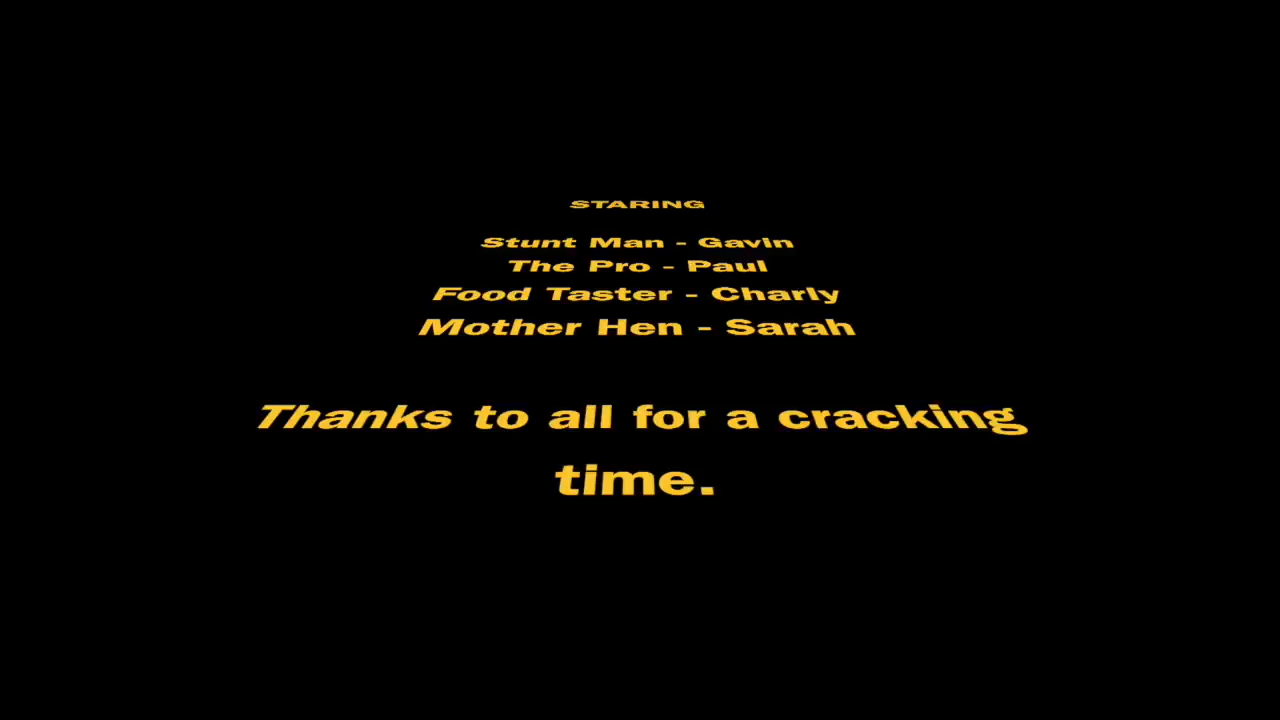 STARING
Stunt Man - Gavin
The Pro - Paul
Food Taster - Charly
Mother Hen - Sarah
Thanks to all for a cracking
time.